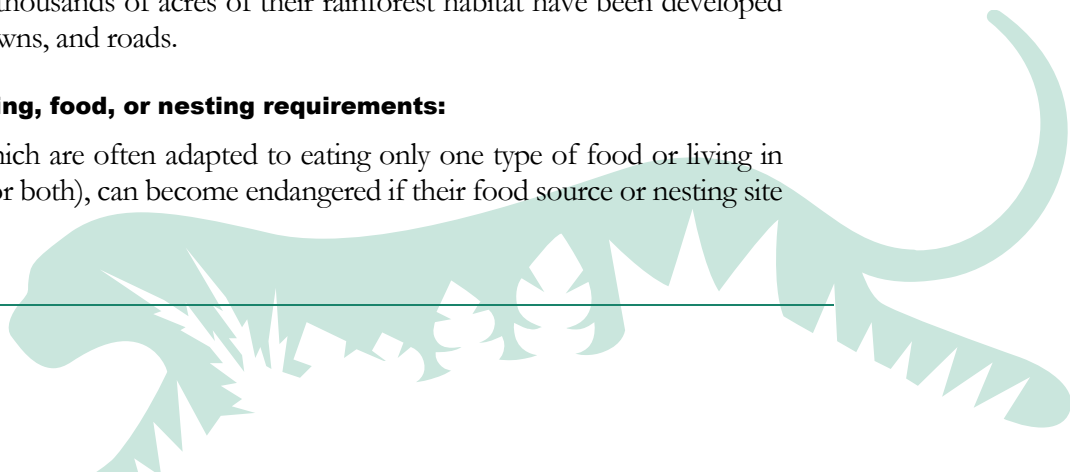 thousands of acres of their rainforest habitat have been developed
wns, and roads.
ing, food, or nesting requirements:
hich are often adapted to eating only one type of food or living in
or both), can become endangered if their food source or nesting site